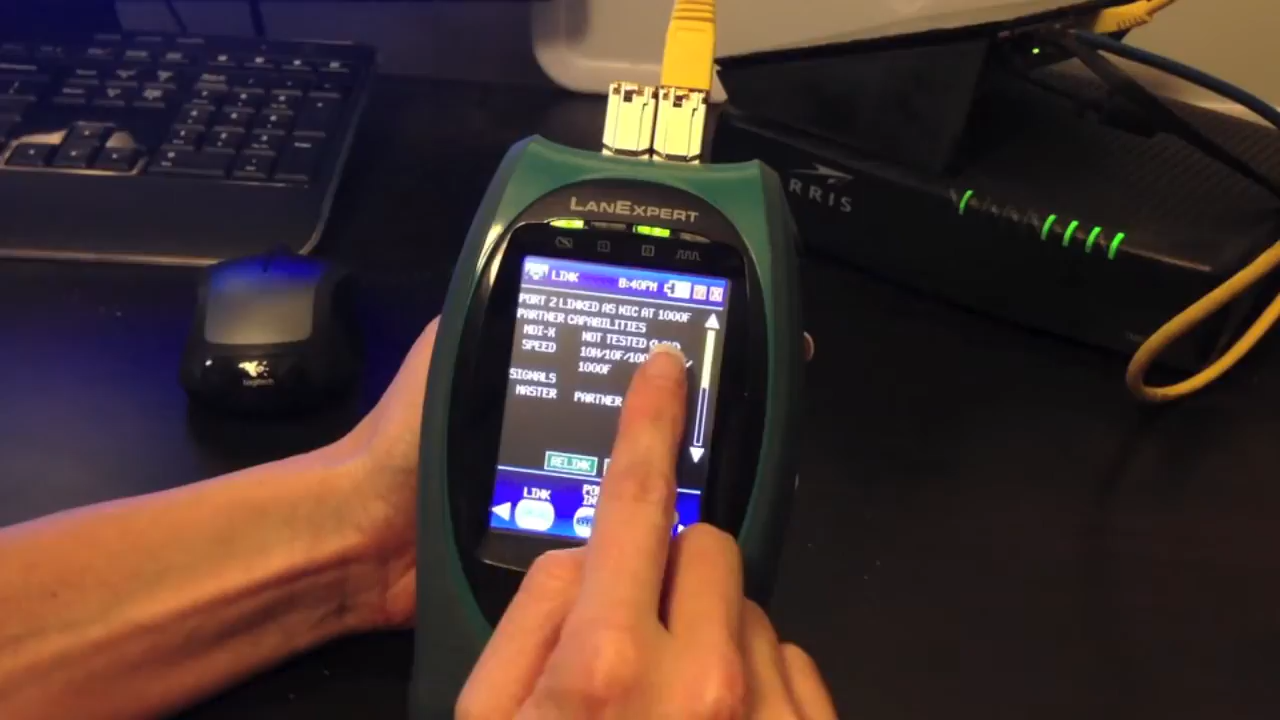 RRIS
LANEXPERT
LINK 8:40PM
PORT 2 LINKED AS NIC AT 1000F
PARTNER CAPABILITIES
MDI-X NOT TESTED
SPEED 10H/10F/100
1000F
SIGNALS
MASTER PARTNER
RELINK
LINK
logitech